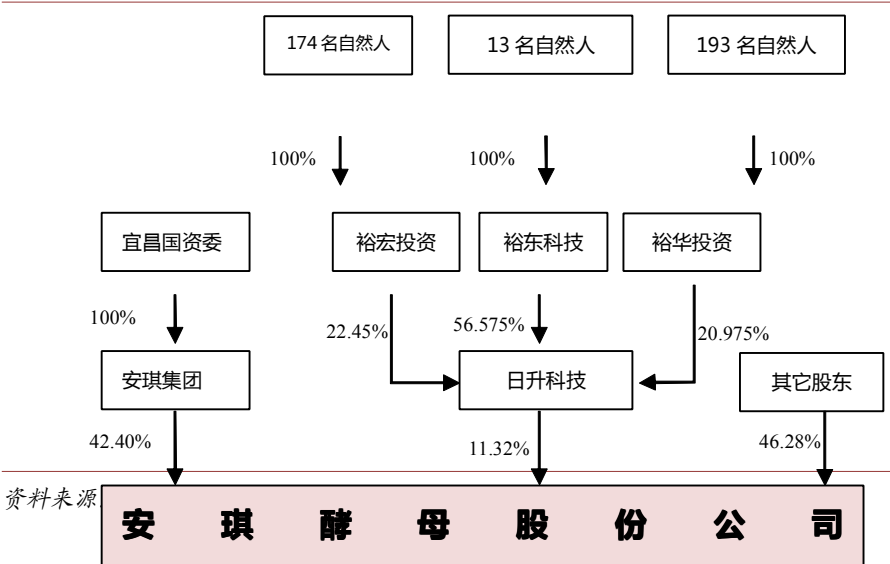 174名自然人
13名自然人
193名自然人
100%
100%
100%
宜昌国资委
裕宏投资
裕东科技
裕华投资
100%
22.45%
56.575%
20.975%
安琪集团
日升科技
其它股东
42.40%
11.32%
46.28%
资料来源
安琪酵母股份公司